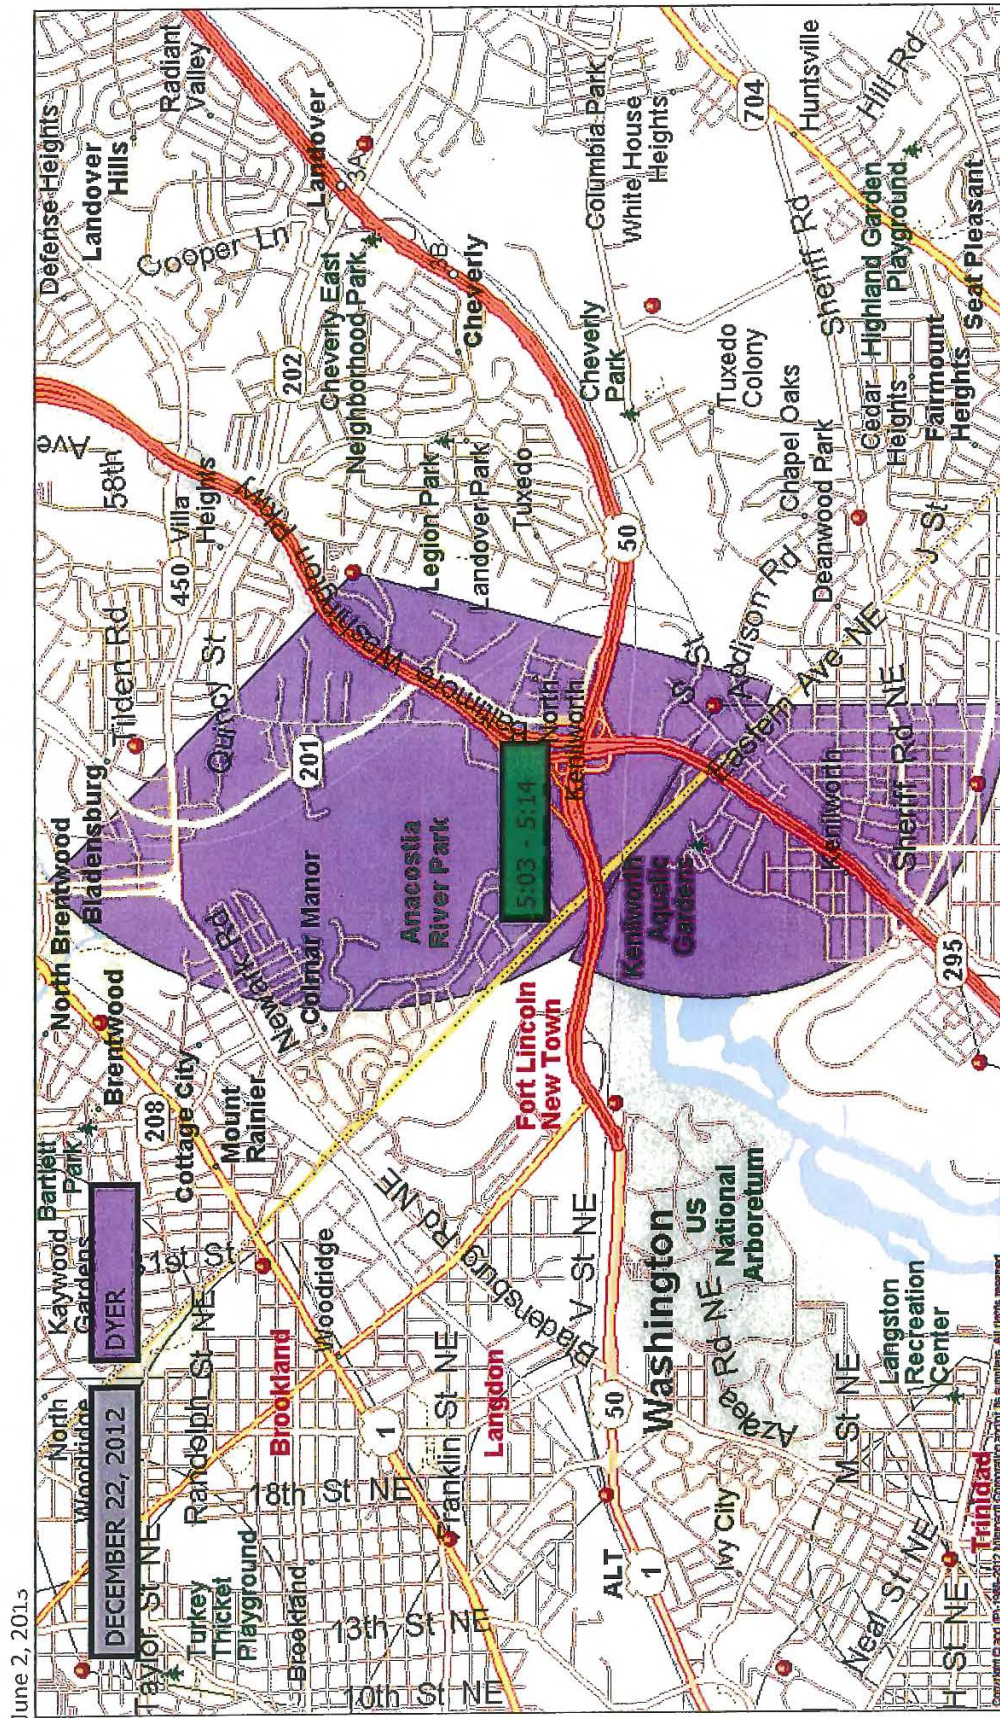 June 2, 2013
DECEMBER 22, 2012
DYER
5:03 - 5:14
North
Woodridge
Kaywood
Gardens
Bartlett
Park
North Brentwood
Brentwood
Bladensburg
Tilden Rd
58th
Ave
Defense Heights
Landover
Hills
Radiant
Valley
Taylor St NE
Turkey
Thicket
Playground
Randolph St NE
31st St
208
Cottage City
Mount
Rainier
Newark Rd
Colmar Manor
Quincy St
201
450
Villa
Heights
202
Cooper Ln
Landover
3A
Brookland
Brookland
18th St NE
13th St NE
10th St NE
1
Woodridge
Franklin St NE
Langdon
Bladensburg Rd NE
Anacostia
River Park
Baltimore Washington Pkwy
Legion Park
Landover Park
Tuxedo
Cheverly East
Neighborhood Park
Cheverly
5B
Fort Lincoln
New Town
A St NE
North
Kenilworth
50
Cheverly
Park
Columbia Park
White House
Heights
ALT
1
50
Washington
US
National
Arboretum
Azalea Rd NE
Ivy City
M St NE
Kenilworth
Aquatic
Gardens
S St
Addison Rd
Eastern Ave NE
Tuxedo
Colony
Chapel Oaks
Deanwood Park
Sheriff Rd
704
Huntsville
Hill Rd
Langston
Recreation
Center
Kenilworth
Sheriff Rd NE
295
J St
Cedar
Heights
Highland Garden
Playground
Fairmount
Heights
Seat Pleasant
Neal St NE
H St NE
Trinidad